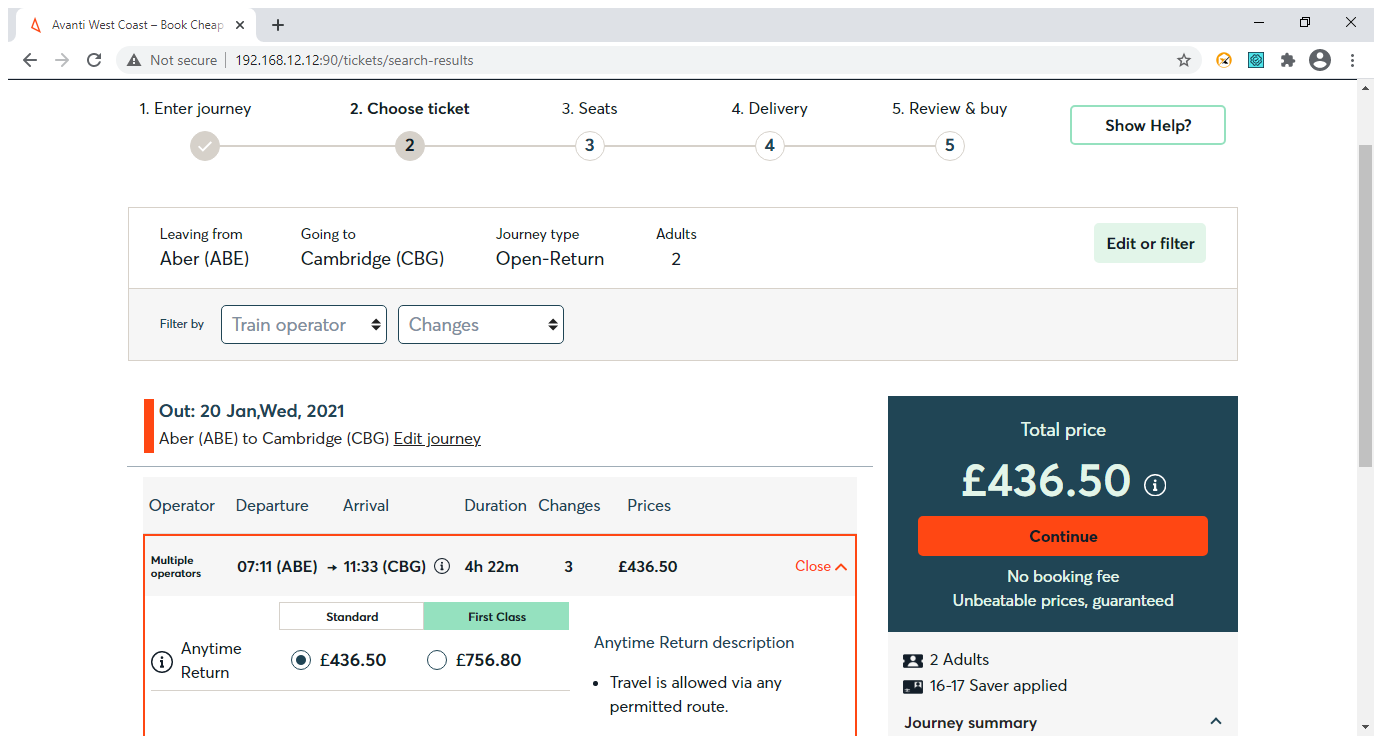 Avanti West Coast – Book Cheap
Not secure
192.168.12.12:90/tickets/search-results
1. Enter journey
2. Choose ticket
3. Seats
4. Delivery
5. Review & buy
2
3
4
5
Show Help?
Leaving from
Aber (ABE)
Going to
Cambridge (CBG)
Journey type
Open-Return
Adults
2
Edit or filter
Filter by
Train operator
Changes
Out: 20 Jan,Wed, 2021
Aber (ABE) to Cambridge (CBG) Edit journey
Operator Departure Arrival Duration Changes Prices
Multiple
operators
07:11 (ABE) → 11:33 (CBG) i 4h 22m 3 £436.50 Close
Standard First Class
i Anytime
Return
£436.50 £756.80
Anytime Return description
• Travel is allowed via any
permitted route.
Total price
£436.50 i
Continue
No booking fee
Unbeatable prices, guaranteed
2 Adults
16-17 Saver applied
Journey summary